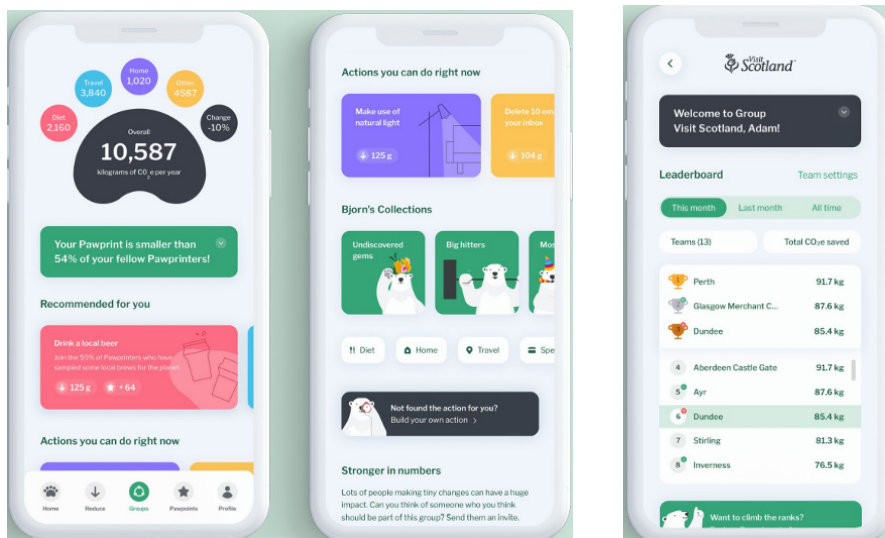 Home
1,020
Travel
3,840
Other
4587
Diet
2,160
Change
-10%
Overall
10,587
kilograms of CO2e per year
Your Pawprint is smaller than
54% of your fellow Pawprinters!
Recommended for you
Drink a local beer
Join the 55% of Pawprinters who have
sampled some local brews for the planet.
125 g
+ 64
Actions you can do right now
Home
Reduce
Groups
Pawpoints
Profile
Actions you can do right now
Make use of
natural light
125 g
Delete 10 em
your inbox
104 g
Bjorn's Collections
Undiscovered
gems
Big hitters
Mos
Diet
Home
Travel
Spe
Not found the action for you?
Build your own action >
Stronger in numbers
Lots of people making tiny changes can have a huge
impact. Can you think of someone who you think
should be part of this group? Send them an invite.
Visit
Scotland
Welcome to Group
Visit Scotland, Adam!
Leaderboard
Team settings
This month
Last month
All time
Teams (13)
Total CO2e saved
1 Perth 91.7 kg
2 Glasgow Merchant C... 87.6 kg
3 Dundee 85.4 kg
4 Aberdeen Castle Gate 91.7 kg
5 Ayr 87.6 kg
6 Dundee 85.4 kg
7 Stirling 81.3 kg
8 Inverness 76.5 kg
Want to climb the ranks?